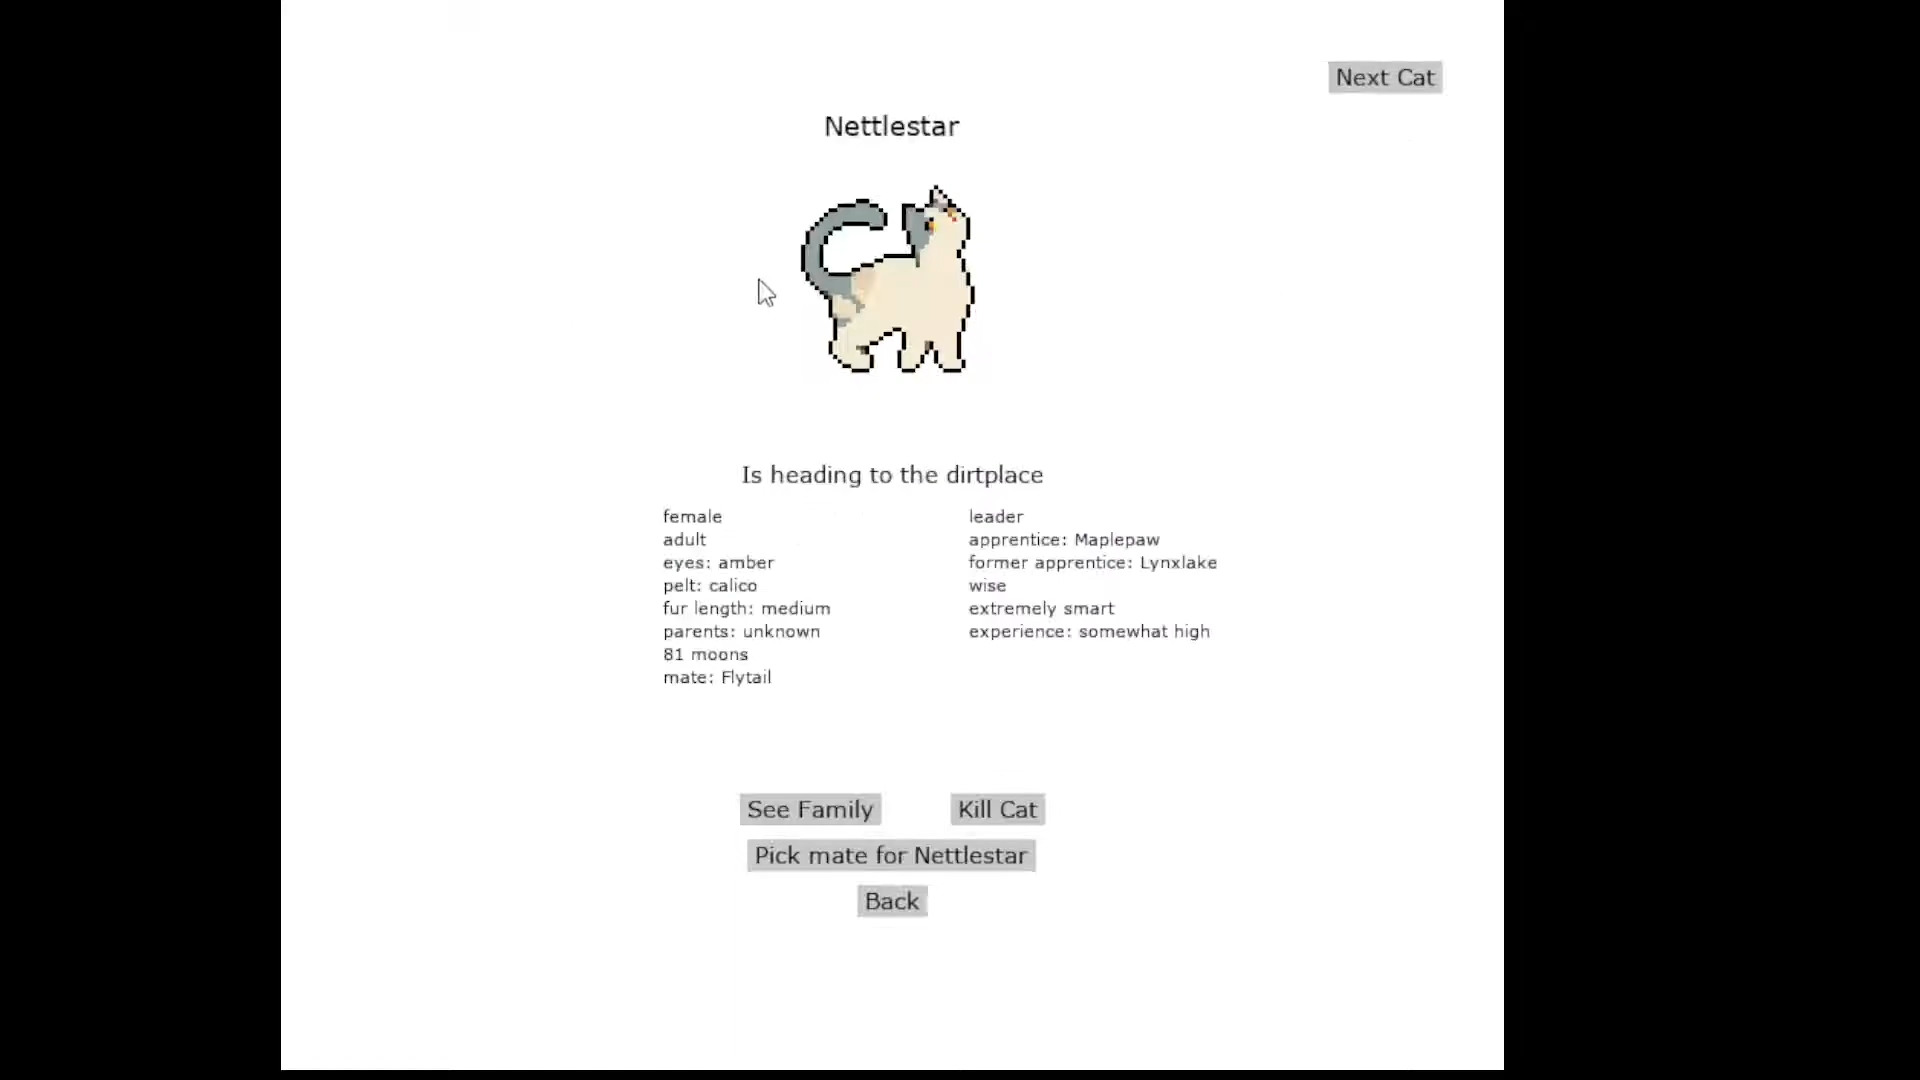 Next Cat
Nettlestar
Is heading to the dirtplace
female
adult
eyes: amber
pelt: calico
fur length: medium
parents: unknown
81 moons
mate: Flytail
leader
apprentice: Maplepaw
former apprentice: Lynxlake
wise
extremely smart
experience: somewhat high
See Family
Kill Cat
Pick mate for Nettlestar
Back